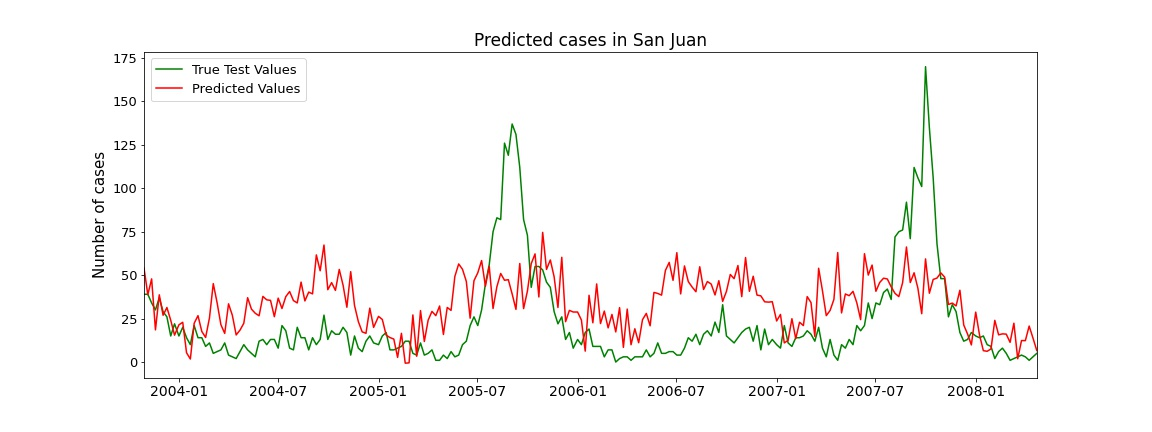 Predicted cases in San Juan
True Test Values
Predicted Values
Number of cases
175
150
125
100
75
50
25
0
2004-01 2004-07 2005-01 2005-07 2006-01 2006-07 2007-01 2007-07 2008-01